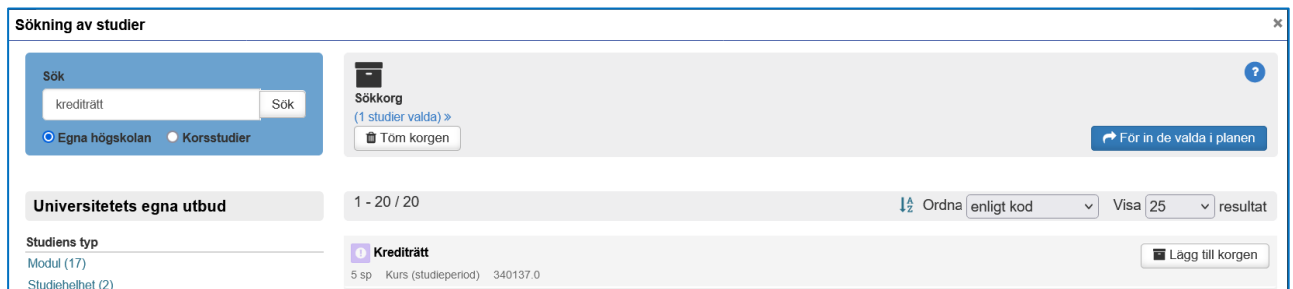 Sökning av studier
×
Sök
krediträtt
Sök
Egna högskolan
Korsstudier
Sökkorg
(1 studier valda) »
Töm korgen
?
För in de valda i planen
Universitetets egna utbud
1 - 20 / 20
Ordna enligt kod
Visa 25 resultat
Studiens typ
Modul (17)
Studiehelhet (2)
Krediträtt
5 sp Kurs (studieperiod) 340137.0
Lägg till korgen